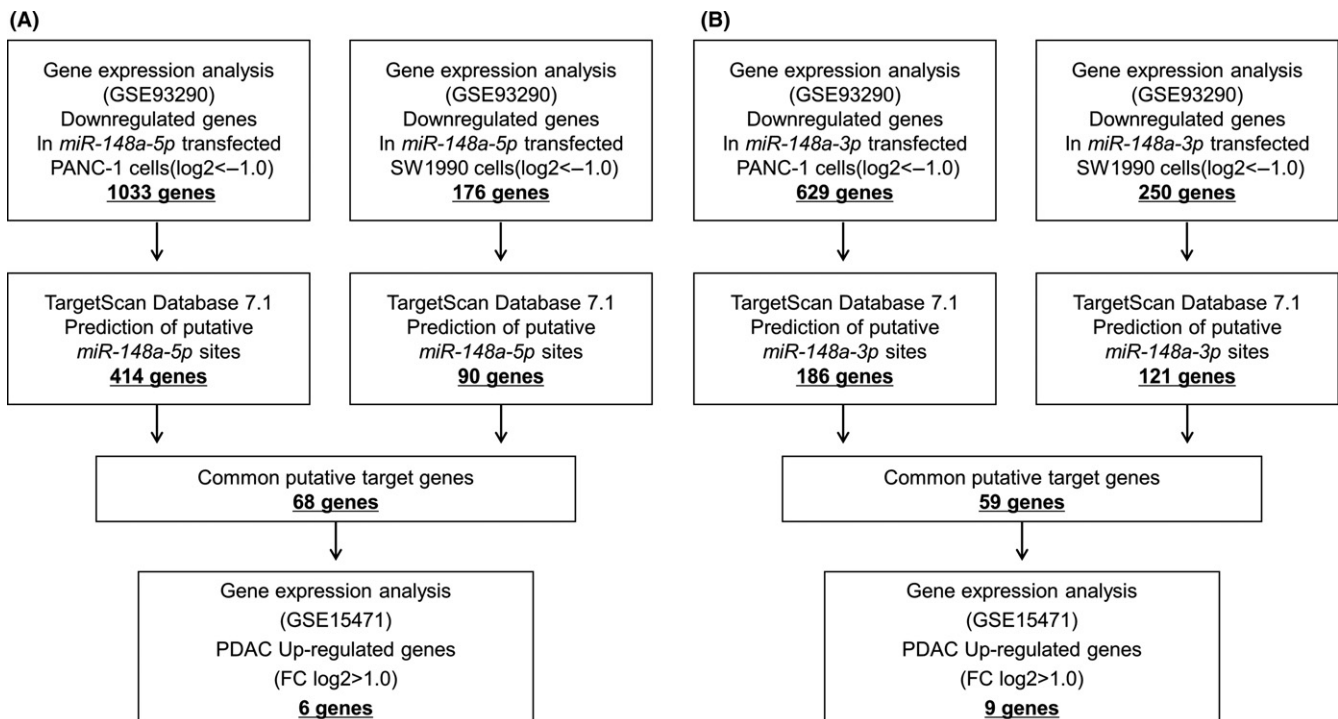 (A)
Gene expression analysis
(GSE93290)
Downregulated genes
In miR-148a-5p transfected
PANC-1 cells(log2<–1.0)
1033 genes
Gene expression analysis
(GSE93290)
Downregulated genes
In miR-148a-5p transfected
SW1990 cells(log2<–1.0)
176 genes
TargetScan Database 7.1
Prediction of putative
miR-148a-5p sites
414 genes
TargetScan Database 7.1
Prediction of putative
miR-148a-5p sites
90 genes
Common putative target genes
68 genes
Gene expression analysis
(GSE15471)
PDAC Up-regulated genes
(FC log2>1.0)
6 genes
(B)
Gene expression analysis
(GSE93290)
Downregulated genes
In miR-148a-3p transfected
PANC-1 cells(log2<–1.0)
629 genes
Gene expression analysis
(GSE93290)
Downregulated genes
In miR-148a-3p transfected
SW1990 cells(log2<–1.0)
250 genes
TargetScan Database 7.1
Prediction of putative
miR-148a-3p sites
186 genes
TargetScan Database 7.1
Prediction of putative
miR-148a-3p sites
121 genes
Common putative target genes
59 genes
Gene expression analysis
(GSE15471)
PDAC Up-regulated genes
(FC log2>1.0)
9 genes